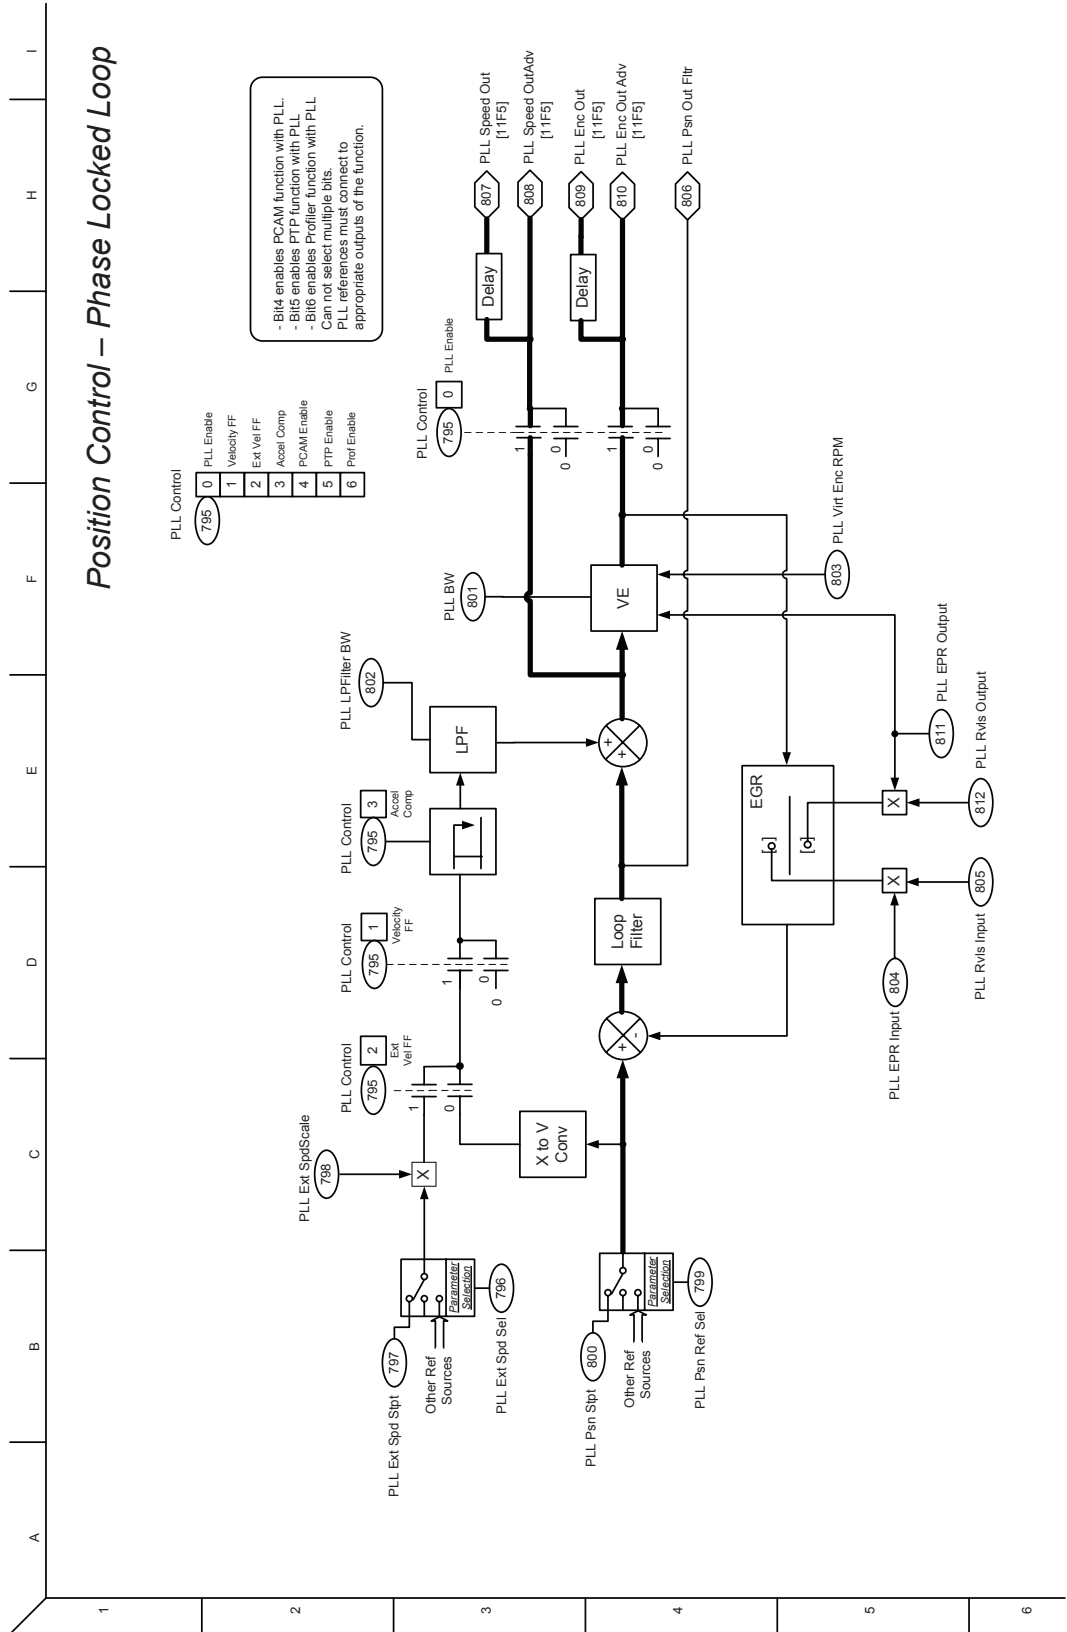 A
B
C
D
E
F
G
H
I
1
2
3
4
5
6
Position Control – Phase Locked Loop
PLL Control
795
0 PLL Enable
1 Velocity FF
2 Ext Vel FF
3 Accel Comp
4 PCAM Enable
5 PTP Enable
6 Prof Enable
- Bit4 enables PCAM function with PLL.
- Bit5 enables PTP function with PLL
- Bit6 enables Profiler function with PLL
Can not select multiple bits.
PLL references must connect to
appropriate outputs of the function.
PLL Ext SpdScale
798
PLL Control
795
2
Ext
Vel FF
PLL Control
795
1
Velocity
FF
PLL Control
795
3
Accel
Comp
PLL LPFilter BW
802
PLL BW
801
PLL Control
795
0
PLL Enable
PLL Ext Spd Stpt
797
Other Ref
Sources
Parameter
Selection
PLL Ext Spd Sel
796
X
1
0
1
0
0
LPF
1
0
0
Delay
807
PLL Speed Out
[11F5]
808
PLL Speed OutAdv
[11F5]
X to V
Conv
PLL Psn Stpt
800
Other Ref
Sources
Parameter
Selection
PLL Psn Ref Sel
799
+
-
Loop
Filter
+
+
VE
1
0
0
Delay
809
PLL Enc Out
[11F5]
810
PLL Enc Out Adv
[11F5]
806
PLL Psn Out Fltr
EGR
[ ]
[ ]
803
PLL Virt Enc RPM
PLL EPR Input
804
X
X
805
PLL Rvls Input
812
PLL Rvls Output
811
PLL EPR Output